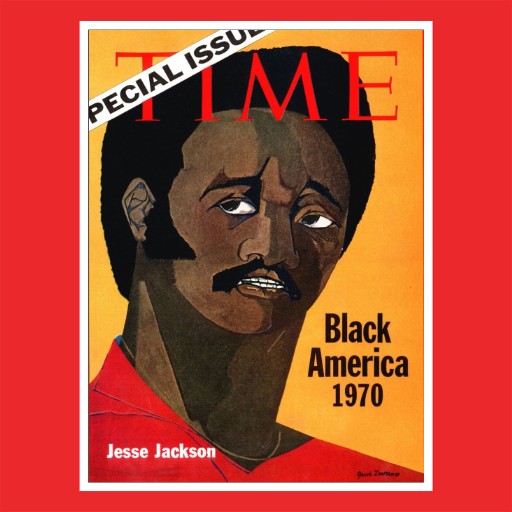 PECIAL ISSUE
TIME
Black
America
1970
Jesse Jackson